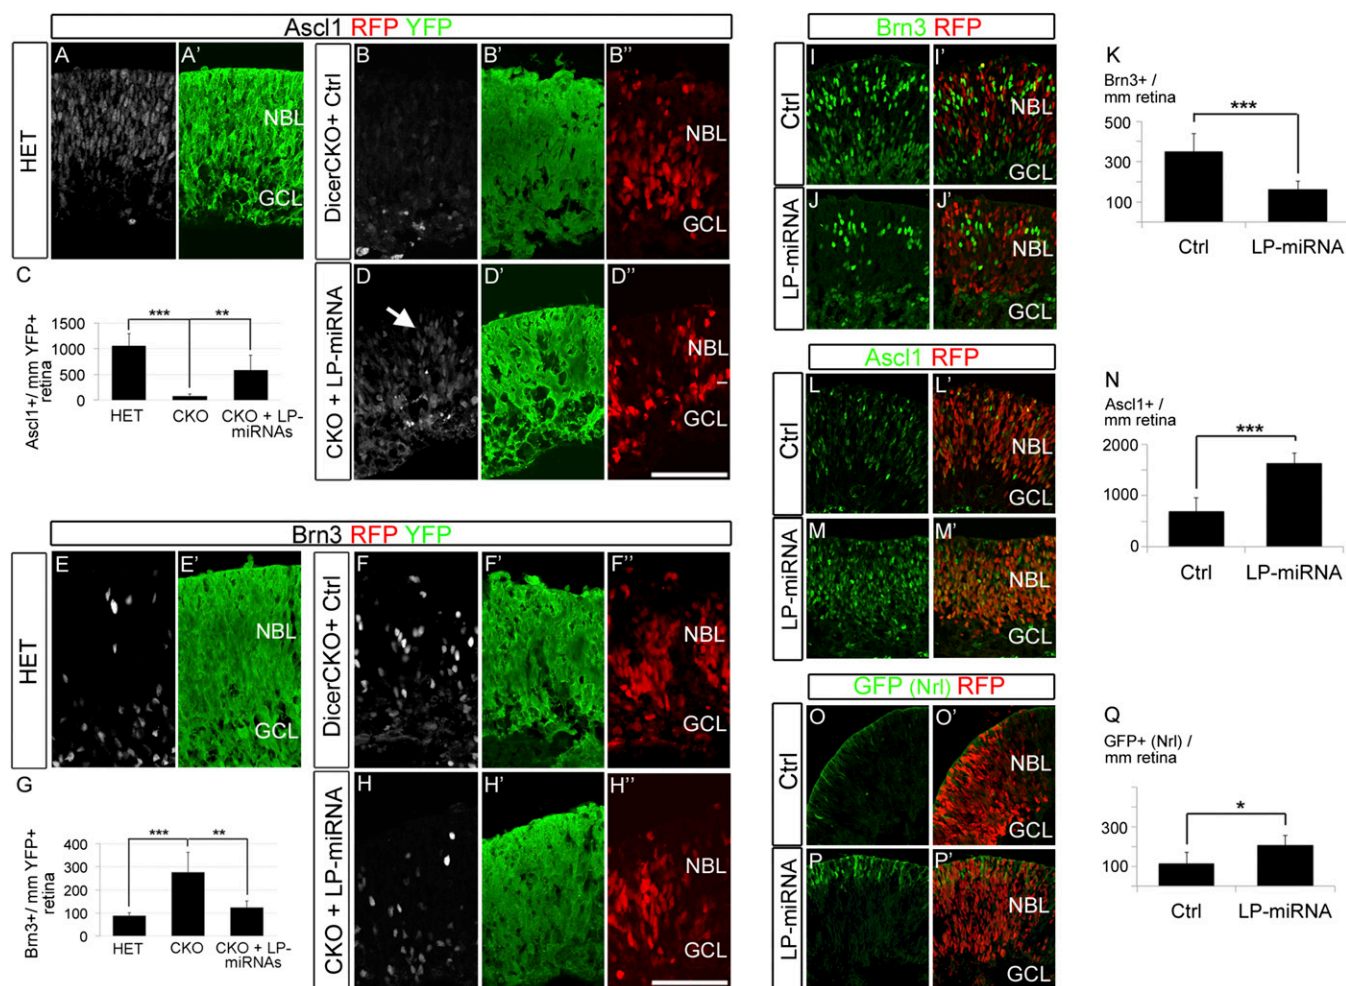 Ascl1 RFP YFP
HET
A
A'
NBL
GCL
DicerCKO+ Ctrl
B
B'
B''
NBL
GCL
C
Ascl1+/ mm YFP+
retina
1500
1000
500
0
***
**
HET
CKO
CKO + LP-
miRNAs
CKO + LP-miRNA
D
D'
D''
NBL
GCL
Brn3 RFP YFP
HET
E
E'
NBL
GCL
DicerCKO+ Ctrl
F
F'
F''
NBL
GCL
G
Brn3+/ mm YFP+
retina
400
300
200
100
0
***
**
HET
CKO
CKO + LP-
miRNAs
CKO + LP-miRNA
H
H'
H''
NBL
GCL
Brn3 RFP
Ctrl
I
I'
NBL
GCL
LP-miRNA
J
J'
NBL
GCL
K
Brn3+ /
mm retina
500
300
100
***
Ctrl
LP-miRNA
Ascl1 RFP
Ctrl
L
L'
NBL
GCL
LP-miRNA
M
M'
NBL
GCL
N
Ascl1+ /
mm retina
2000
1000
0
***
Ctrl
LP-miRNA
GFP (Nrl) RFP
Ctrl
O
O'
NBL
GCL
LP-miRNA
P
P'
NBL
GCL
Q
GFP+ (Nrl) /
mm retina
300
100
*
Ctrl
LP-miRNA